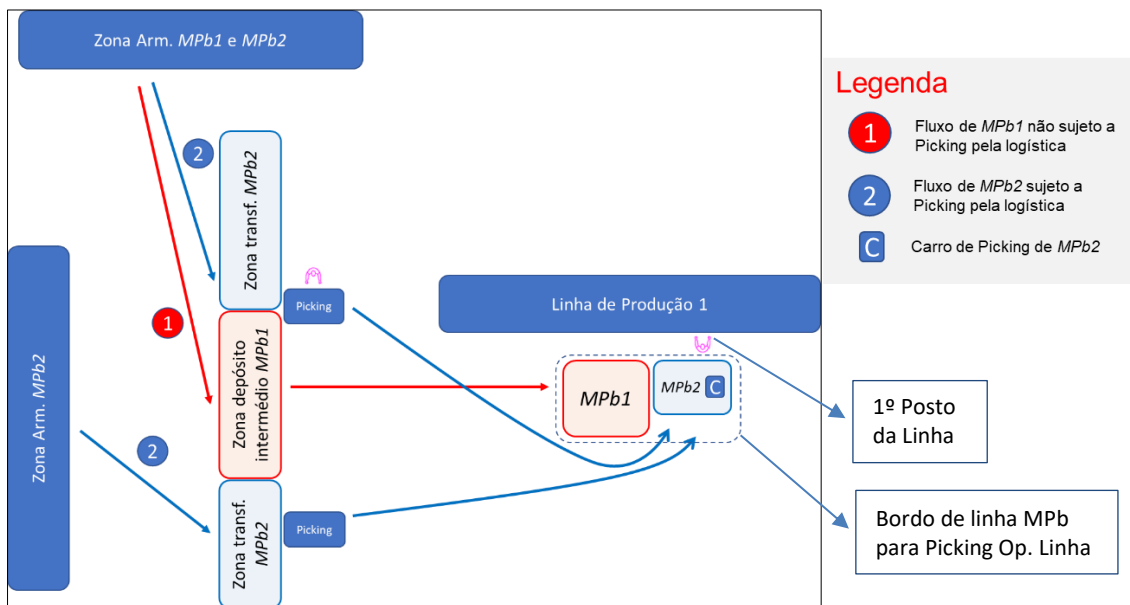 Zona Arm. MPb1 e MPb2
Legenda
1
Fluxo de MPb1 não sujeito a
Picking pela logística
2
Fluxo de MPb2 sujeito a
Picking pela logística
C
Carro de Picking de MPb2
2
Zona transf. MPb2
Picking
1
Zona depósito
intermédio MPb1
Zona Arm. MPb2
2
Zona transf.
MPb2
Picking
Linha de Produção 1
MPb1
MPb2
C
1º Posto
da Linha
Bordo de linha MPb
para Picking Op. Linha